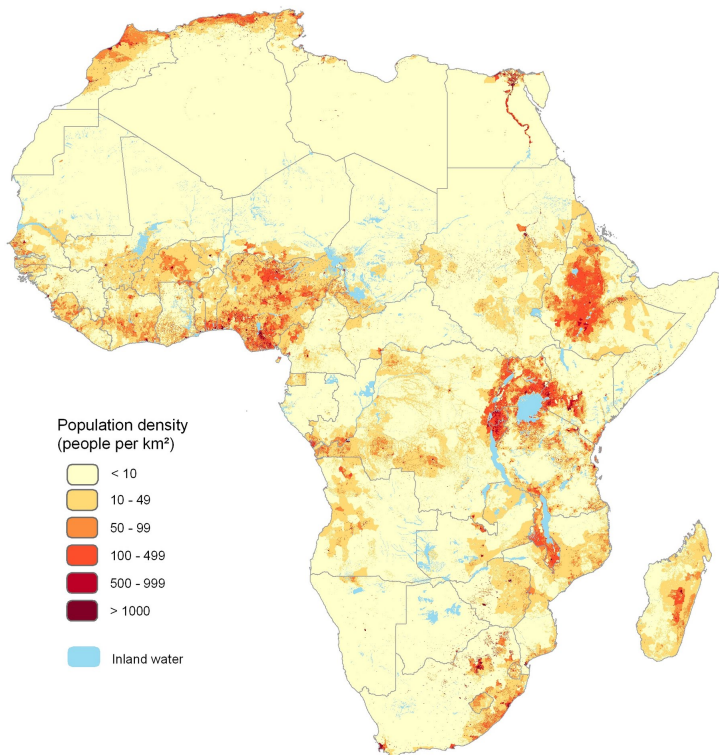 Population density
(people per km²)
< 10
10 - 49
50 - 99
100 - 499
500 - 999
> 1000
Inland water